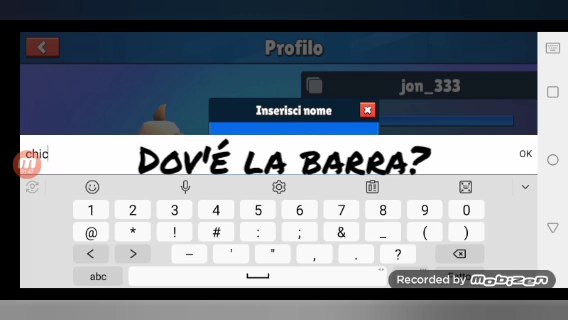 Profilo
jon_333
Inserisci nome
chic
DOV'É LA BARRA?
OK
1 2 3 4 5 6 7 8 9 0
@ * ! # : ; & _ ( )
< > – ' " , . ?
abc
Recorded by mobizen